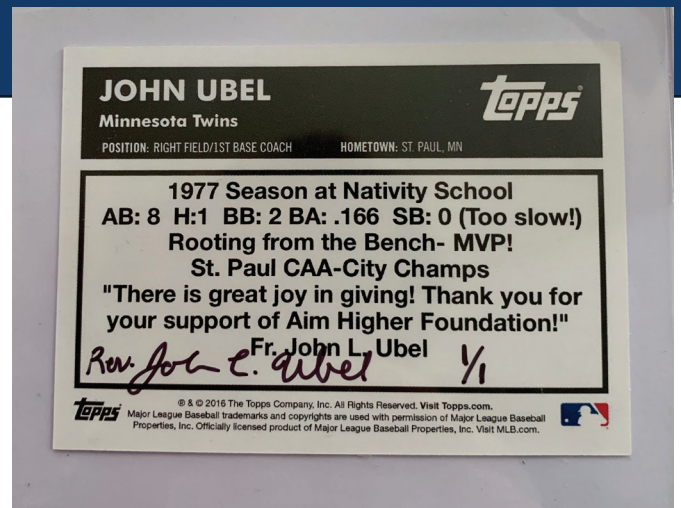 JOHN UBEL
Topps
Minnesota Twins
POSITION: RIGHT FIELD/1ST BASE COACH HOMETOWN: ST. PAUL, MN
1977 Season at Nativity School
AB: 8 H:1 BB: 2 BA: .166 SB: 0 (Too slow!)
Rooting from the Bench- MVP!
St. Paul CAA-City Champs
"There is great joy in giving! Thank you for
your support of Aim Higher Foundation!"
Fr. John L. Ubel
Rev. John L. Ubel 1/1
Topps
® & © 2016 The Topps Company, Inc. All Rights Reserved. Visit Topps.com.
Major League Baseball trademarks and copyrights are used with permission of Major League Baseball
Properties, Inc. Officially licensed product of Major League Baseball Properties, Inc. Visit MLB.com.